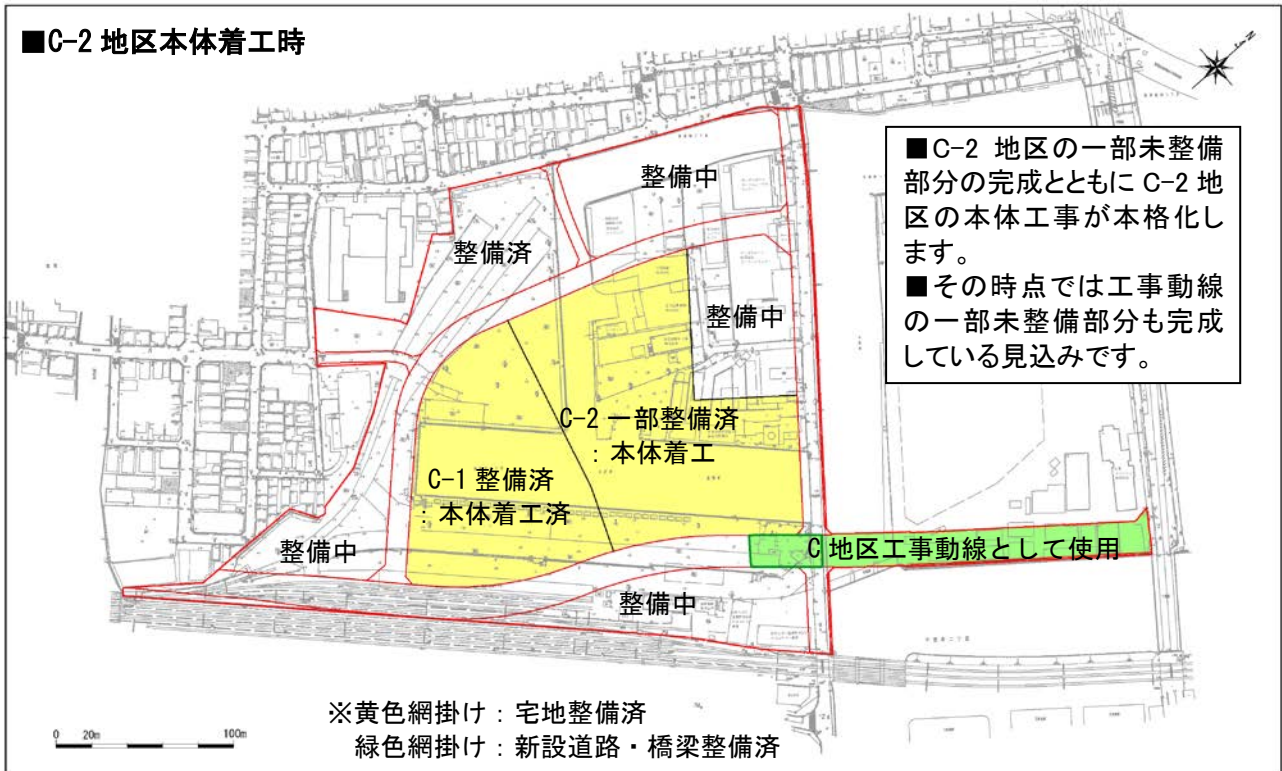 ■C-2 地区本体着工時
■C-2 地区の一部未整備
部分の完成とともに C-2 地
区の本体工事が本格化し
ます。
■その時点では工事動線
の一部未整備部分も完成
している見込みです。
整備中
整備済
整備中
C-2 一部整備済
：本体着工
C-1 整備済
：本体着工済
整備中
C 地区工事動線として使用
整備中
※黄色網掛け：宅地整備済
緑色網掛け：新設道路・橋梁整備済
0 20m 100m